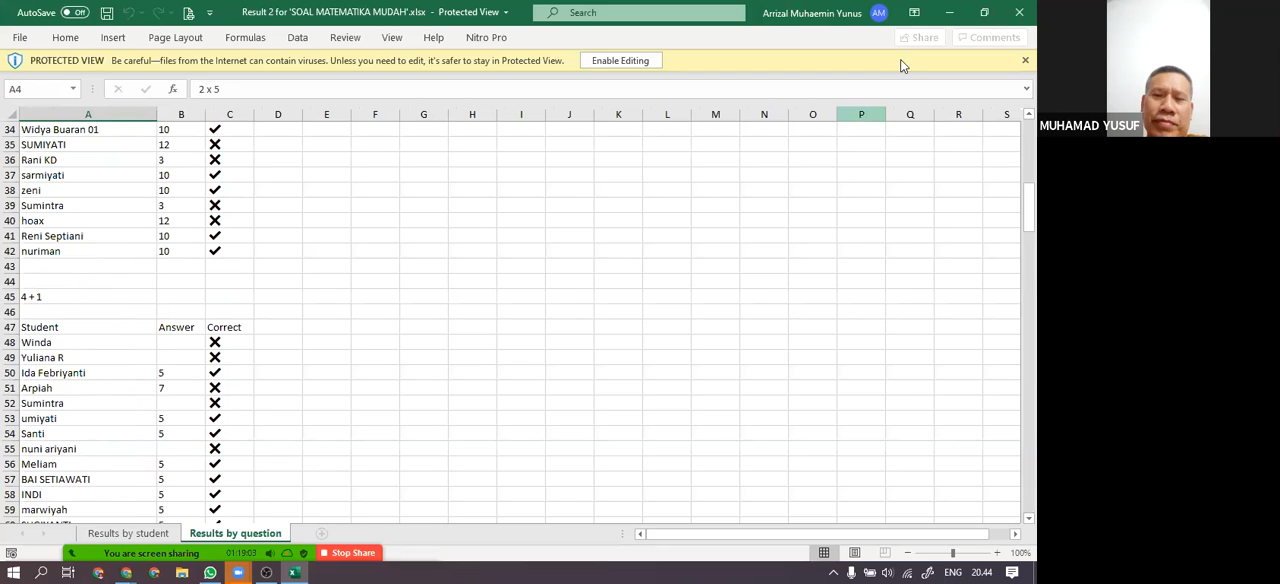 AutoSave Off Result 2 for 'SOAL MATEMATIKA MUDAH'.xlsx - Protected View Search Arrizal Muhaemin Yunus AM
File Home Insert Page Layout Formulas Data Review View Help Nitro Pro Share Comments
PROTECTED VIEW Be careful—files from the Internet can contain viruses. Unless you need to edit, it's safer to stay in Protected View. Enable Editing
A4 fx 2 x 5
A B C D E F G H I J K L M N O P Q R S
34 Widya Buaran 01 10 ✔
35 SUMIYATI 12 ✖
36 Rani KD 3 ✖
37 sarmiyati 10 ✔
38 zeni 10 ✔
39 Sumintra 3 ✖
40 hoax 12 ✖
41 Reni Septiani 10 ✔
42 nuriman 10 ✔
43
44
45 4 + 1
46
47 Student Answer Correct
48 Winda ✖
49 Yuliana R ✖
50 Ida Febriyanti 5 ✔
51 Arpiah 7 ✖
52 Sumintra ✖
53 umiyati 5 ✔
54 Santi 5 ✔
55 nuni ariyani ✖
56 Meliam 5 ✔
57 BAI SETIAWATI 5 ✔
58 INDI 5 ✔
59 marwiyah 5 ✔
Results by student Results by question
You are screen sharing 01:19:03 Stop Share
100%
ENG 20.44
MUHAMAD YUSUF